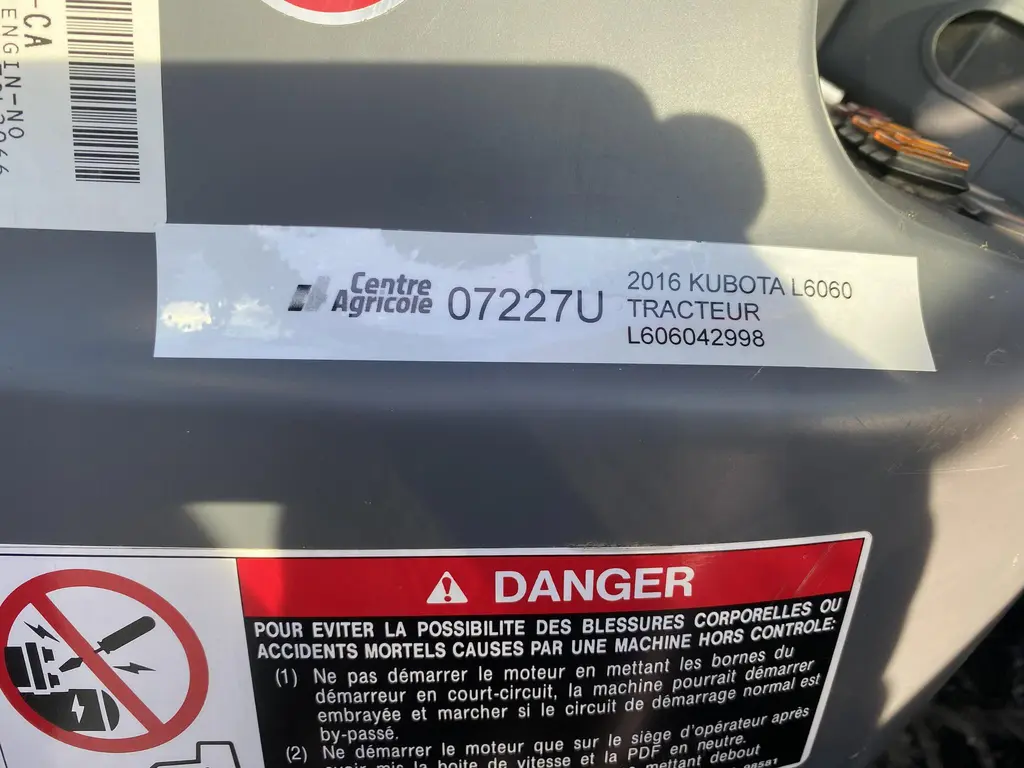 -CA
ENGIN-NO
Centre
Agricole
07227U
2016 KUBOTA L6060
TRACTEUR
L606042998
DANGER
POUR EVITER LA POSSIBILITE DES BLESSURES CORPORELLES OU
ACCIDENTS MORTELS CAUSES PAR UNE MACHINE HORS CONTROLE:
(1) Ne pas démarrer le moteur en mettant les bornes du
démarreur en court-circuit, la machine pourrait démarrer
embrayée et marcher si le circuit de démarrage normal est
by-passé.
(2) Ne démarrer le moteur que sur le siège d'opérateur après
avoir mis la boite de vitesse et la PDF en neutre.
mettant debout